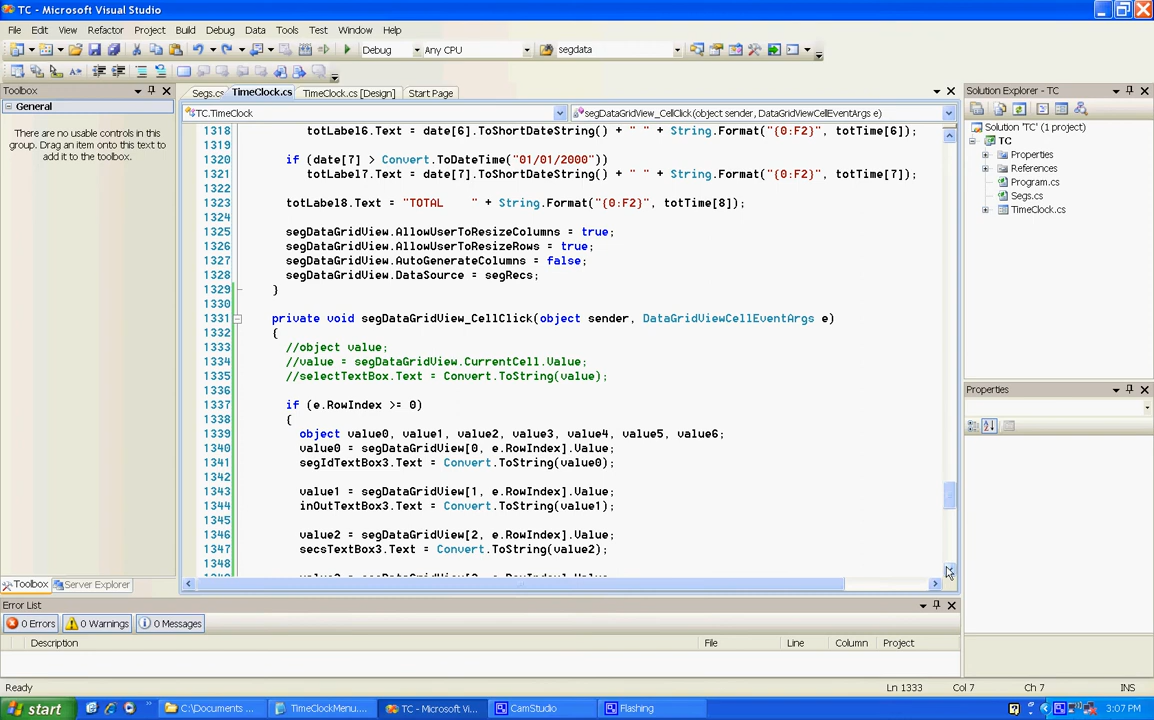 TC - Microsoft Visual Studio
File Edit View Refactor Project Build Debug Data Tools Test Window Help
Debug Any CPU segdata
Toolbox
General
There are no usable controls in this
group. Drag an item onto this text to
add it to the toolbox.
Toolbox Server Explorer
Segs.cs TimeClock.cs TimeClock.cs [Design] Start Page
TC.TimeClock segDataGridView_CellClick(object sender, DataGridViewCellEventArgs e)
1318 totLabel6.Text = date[6].ToShortDateString() + " " + String.Format("{0:F2}", totTime[6]);
1319
1320 if (date[7] > Convert.ToDateTime("01/01/2000"))
1321 totLabel7.Text = date[7].ToShortDateString() + " " + String.Format("{0:F2}", totTime[7]);
1322
1323 totLabel8.Text = "TOTAL    " + String.Format("{0:F2}", totTime[8]);
1324
1325 segDataGridView.AllowUserToResizeColumns = true;
1326 segDataGridView.AllowUserToResizeRows = true;
1327 segDataGridView.AutoGenerateColumns = false;
1328 segDataGridView.DataSource = segRecs;
1329 }
1330
1331 private void segDataGridView_CellClick(object sender, DataGridViewCellEventArgs e)
1332 {
1333 //object value;
1334 //value = segDataGridView.CurrentCell.Value;
1335 //selectTextBox.Text = Convert.ToString(value);
1336
1337 if (e.RowIndex >= 0)
1338 {
1339 object value0, value1, value2, value3, value4, value5, value6;
1340 value0 = segDataGridView[0, e.RowIndex].Value;
1341 segIdTextBox3.Text = Convert.ToString(value0);
1342
1343 value1 = segDataGridView[1, e.RowIndex].Value;
1344 inOutTextBox3.Text = Convert.ToString(value1);
1345
1346 value2 = segDataGridView[2, e.RowIndex].Value;
1347 secsTextBox3.Text = Convert.ToString(value2);
1348
Solution Explorer - TC
Solution 'TC' (1 project)
TC
Properties
References
Program.cs
Segs.cs
TimeClock.cs
Properties
Error List
0 Errors 0 Warnings 0 Messages
Description File Line Column Project
Ready Ln 1333 Col 7 Ch 7 INS
start C:\Documents ... TimeClockMenu.... TC - Microsoft Vi... CamStudio Flashing 3:07 PM